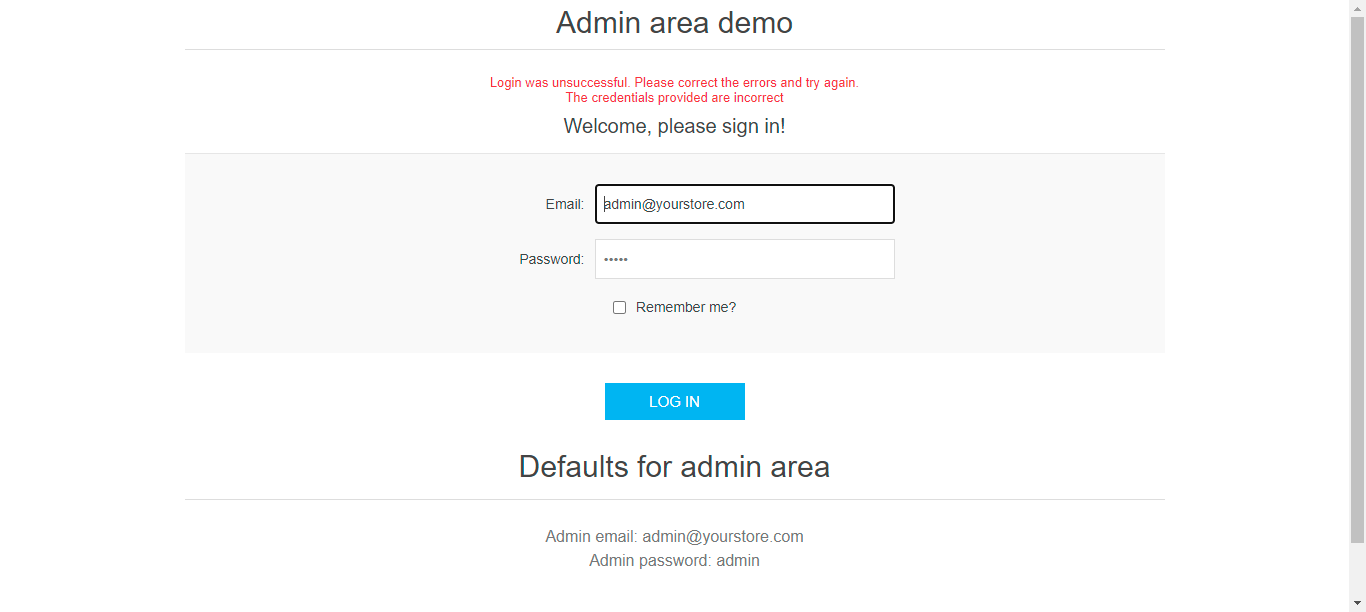 Admin area demo
Login was unsuccessful. Please correct the errors and try again.
The credentials provided are incorrect
Welcome, please sign in!
Email: admin@yourstore.com
Password: •••••
Remember me?
LOG IN
Defaults for admin area
Admin email: admin@yourstore.com
Admin password: admin